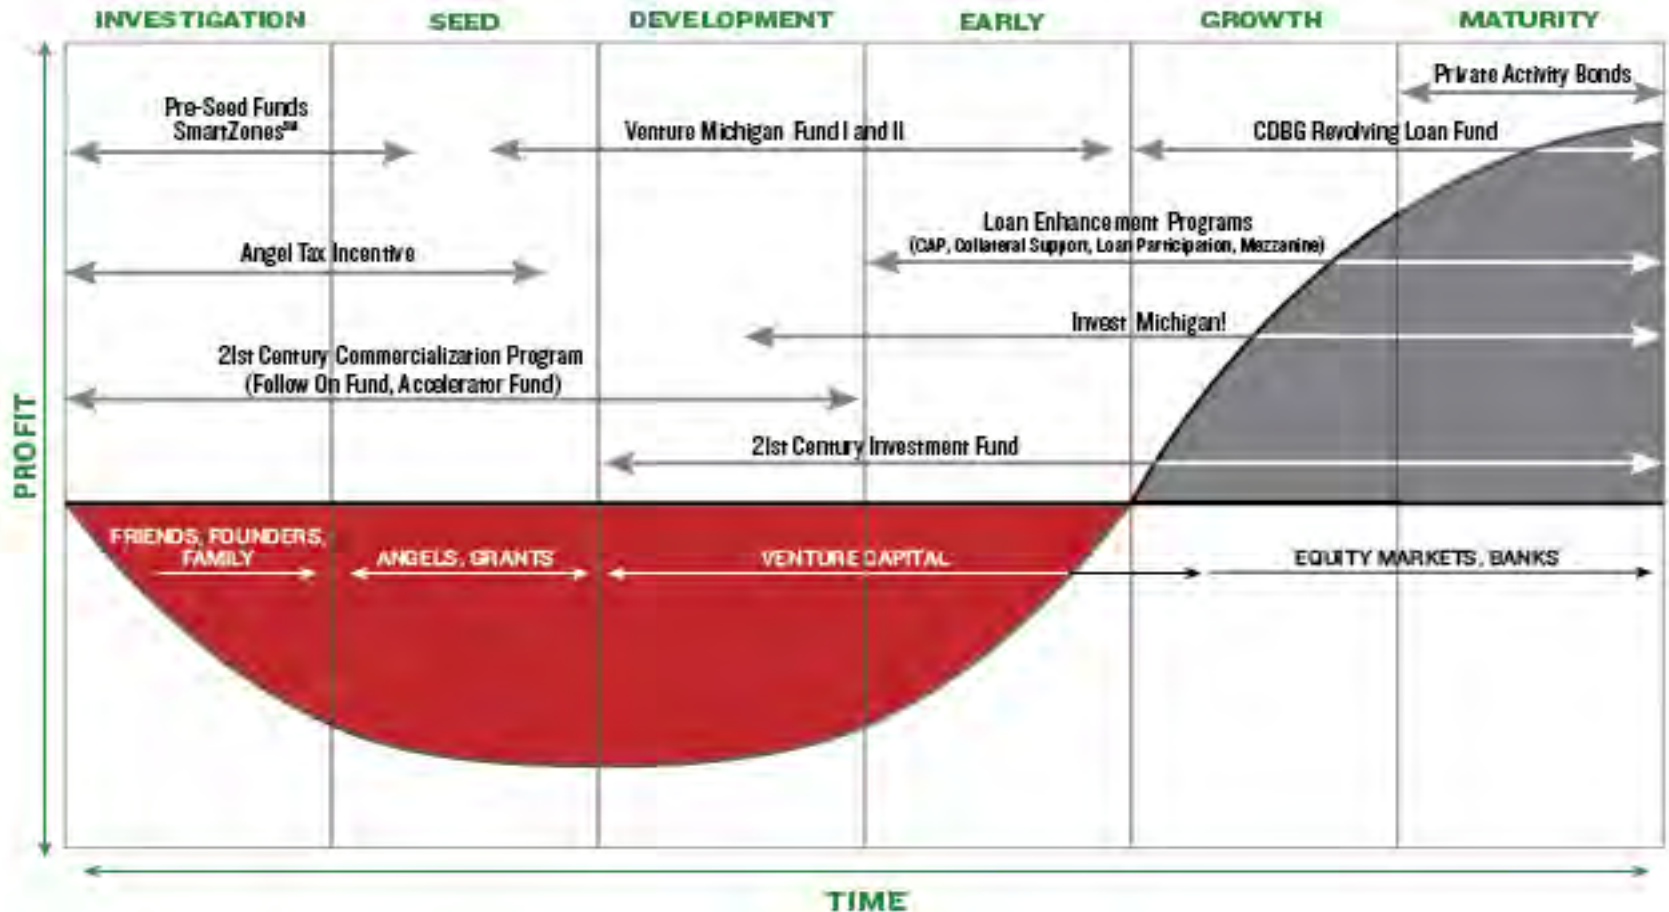 INVESTIGATION
SEED
DEVELOPMENT
EARLY
GROWTH
MATURITY
Private Activity Bonds
Pre-Seed Funds
SmartZones℠
Venture Michigan Fund I and II
CDBG Revolving Loan Fund
Loan Enhancement Programs
(CAP, Collateral Support, Loan Participation, Mezzanine)
Angel Tax Incentive
Invest Michigan!
21st Century Commercialization Program
(Follow On Fund, Accelerator Fund)
21st Century Investment Fund
PROFIT
FRIENDS, FOUNDERS,
FAMILY
ANGELS, GRANTS
VENTURE CAPITAL
EQUITY MARKETS, BANKS
TIME